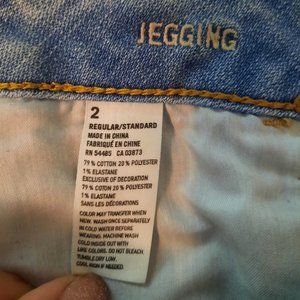 JEGGING
2
REGULAR/STANDARD
MADE IN CHINA
FABRIQUÉ EN CHINE
RN 54485 CA 03873
79% COTTON 20% POLYESTER
1% ELASTANE
EXCLUSIVE OF DECORATION
79% COTON 20% POLYESTER
1% ELASTANE
SANS LES DÉCORATIONS
COLOR MAY TRANSFER WHEN
NEW. WASH ONCE SEPARATELY
IN COLD WATER BEFORE
WEARING. MACHINE WASH
COLD INSIDE OUT WITH
LIKE COLORS. DO NOT BLEACH.
TUMBLE DRY LOW.
COOL IRON IF NEEDED.